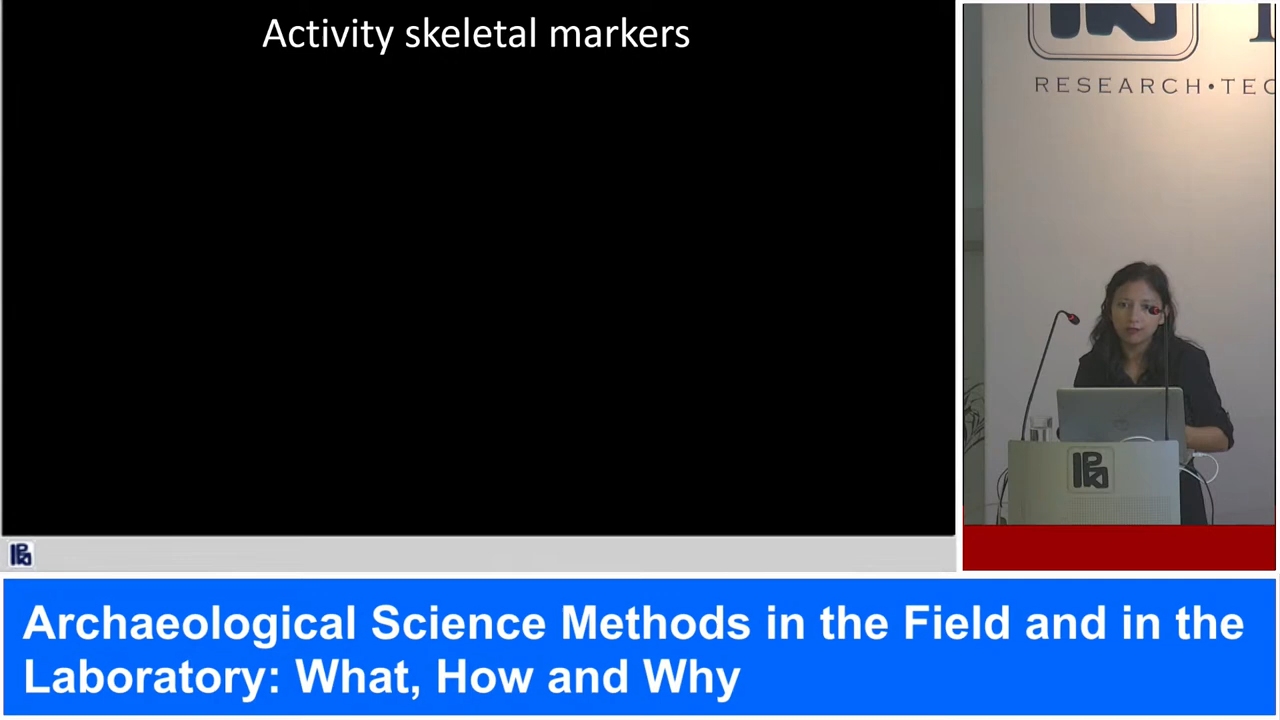 Activity skeletal markers
RESEARCH•TEC
Archaeological Science Methods in the Field and in the
Laboratory: What, How and Why